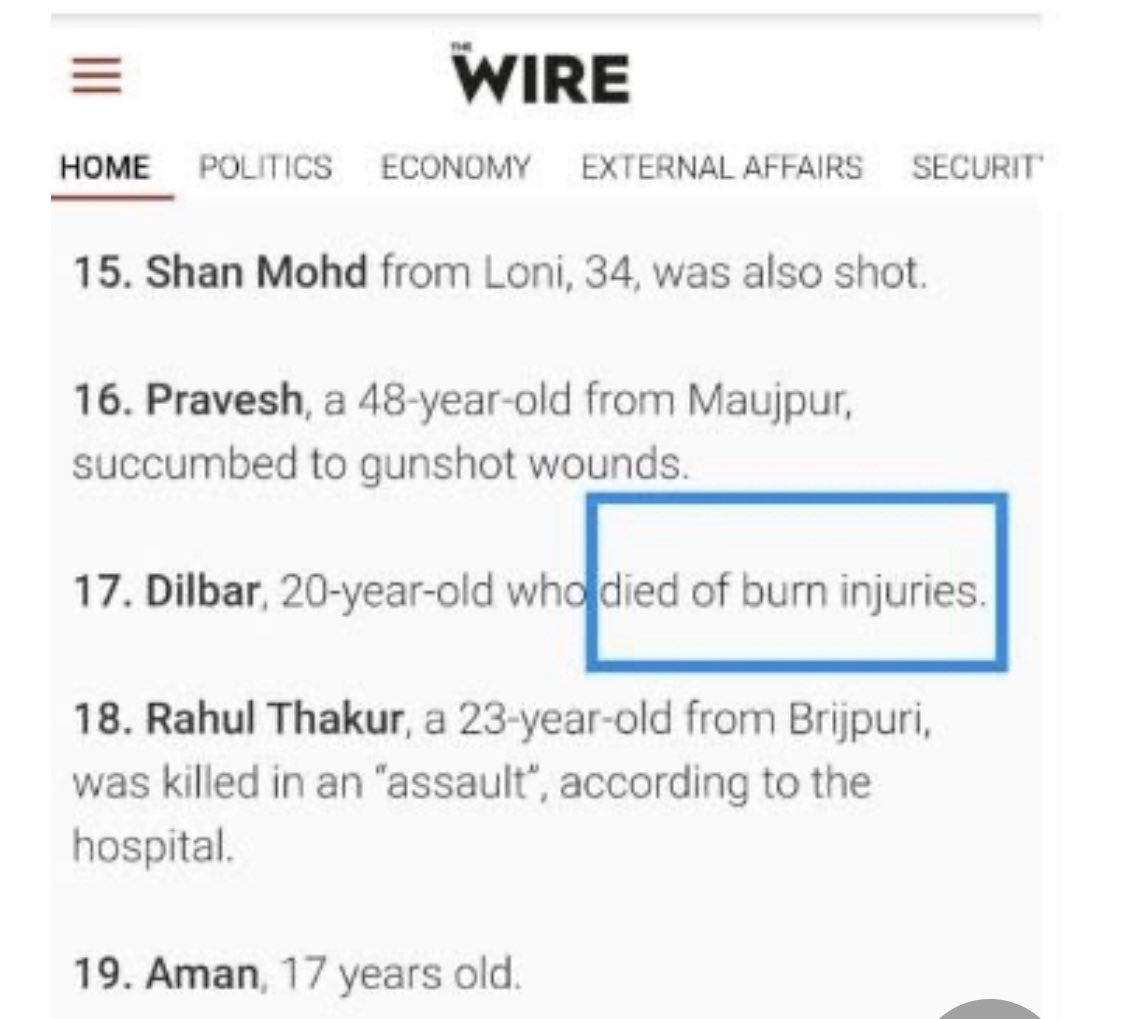 THE
WIRE
HOME POLITICS ECONOMY EXTERNAL AFFAIRS SECURIT
15. Shan Mohd from Loni, 34, was also shot.
16. Pravesh, a 48-year-old from Maujpur,
succumbed to gunshot wounds.
17. Dilbar, 20-year-old who died of burn injuries.
18. Rahul Thakur, a 23-year-old from Brijpuri,
was killed in an “assault”, according to the
hospital.
19. Aman, 17 years old.